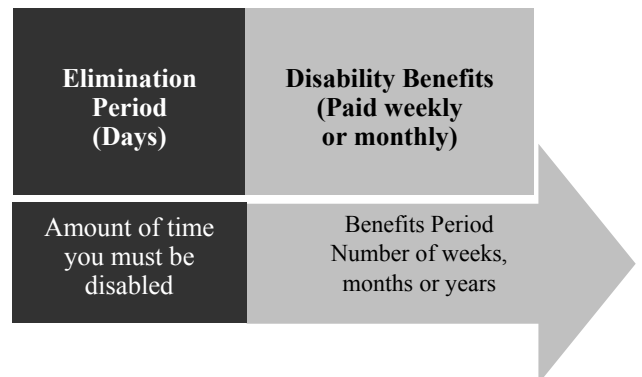 Elimination
Period
(Days)
Disability Benefits
(Paid weekly
or monthly)
Amount of time
you must be
disabled
Benefits Period
Number of weeks,
months or years